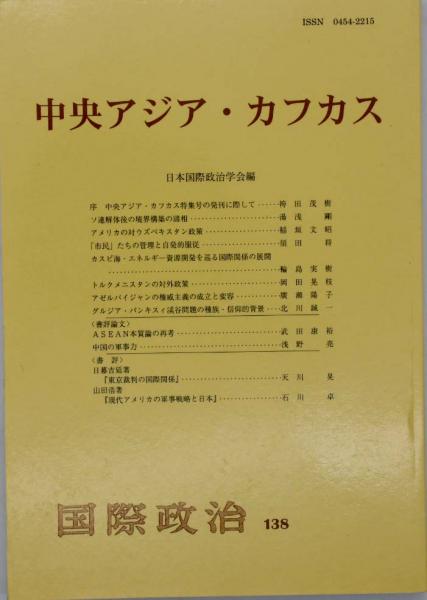 ISSN 0454-2215
中央アジア・カフカス
日本国際政治学会編
序 中央アジア・カフカス特集号の発刊に際して……袴田茂樹
ソ連解体後の境界構築の諸相……………湯浅 剛
アメリカの対ウズベキスタン政策……………稲垣文昭
「市民」たちの管理と自発的服従……………須田 将
カスピ海・エネルギー資源開発を巡る国際関係の展開
……………輪島実樹
トルクメニスタンの対外政策……………岡田晃枝
アゼルバイジャンの権威主義の成立と変容………廣瀬陽子
グルジア・パンキスィ渓谷問題の種族・信仰的背景……北川誠一
〈書評論文〉
ASEAN本質論の再考……………武田康裕
中国の軍事力……………浅野 亮
〈書 評〉
日暮吉延著
『東京裁判の国際関係』……………天川 晃
山田浩著
『現代アメリカの軍事戦略と日本』……………石川 卓
国際政治 138